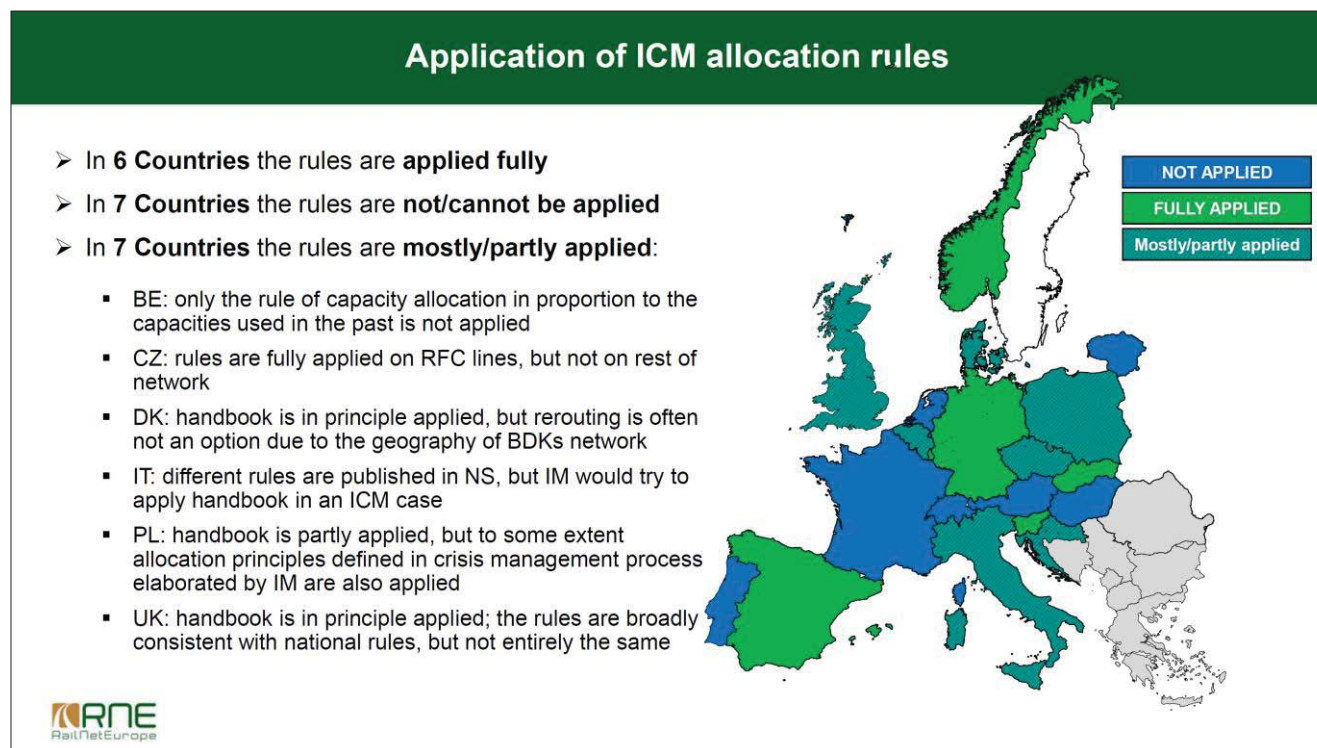 Application of ICM allocation rules
➢ In 6 Countries the rules are applied fully
➢ In 7 Countries the rules are not/cannot be applied
➢ In 7 Countries the rules are mostly/partly applied:
▪ BE: only the rule of capacity allocation in proportion to the
capacities used in the past is not applied
▪ CZ: rules are fully applied on RFC lines, but not on rest of
network
▪ DK: handbook is in principle applied, but rerouting is often
not an option due to the geography of BDKs network
▪ IT: different rules are published in NS, but IM would try to
apply handbook in an ICM case
▪ PL: handbook is partly applied, but to some extent
allocation principles defined in crisis management process
elaborated by IM are also applied
▪ UK: handbook is in principle applied; the rules are broadly
consistent with national rules, but not entirely the same
NOT APPLIED
FULLY APPLIED
Mostly/partly applied
RNE
RailNetEurope